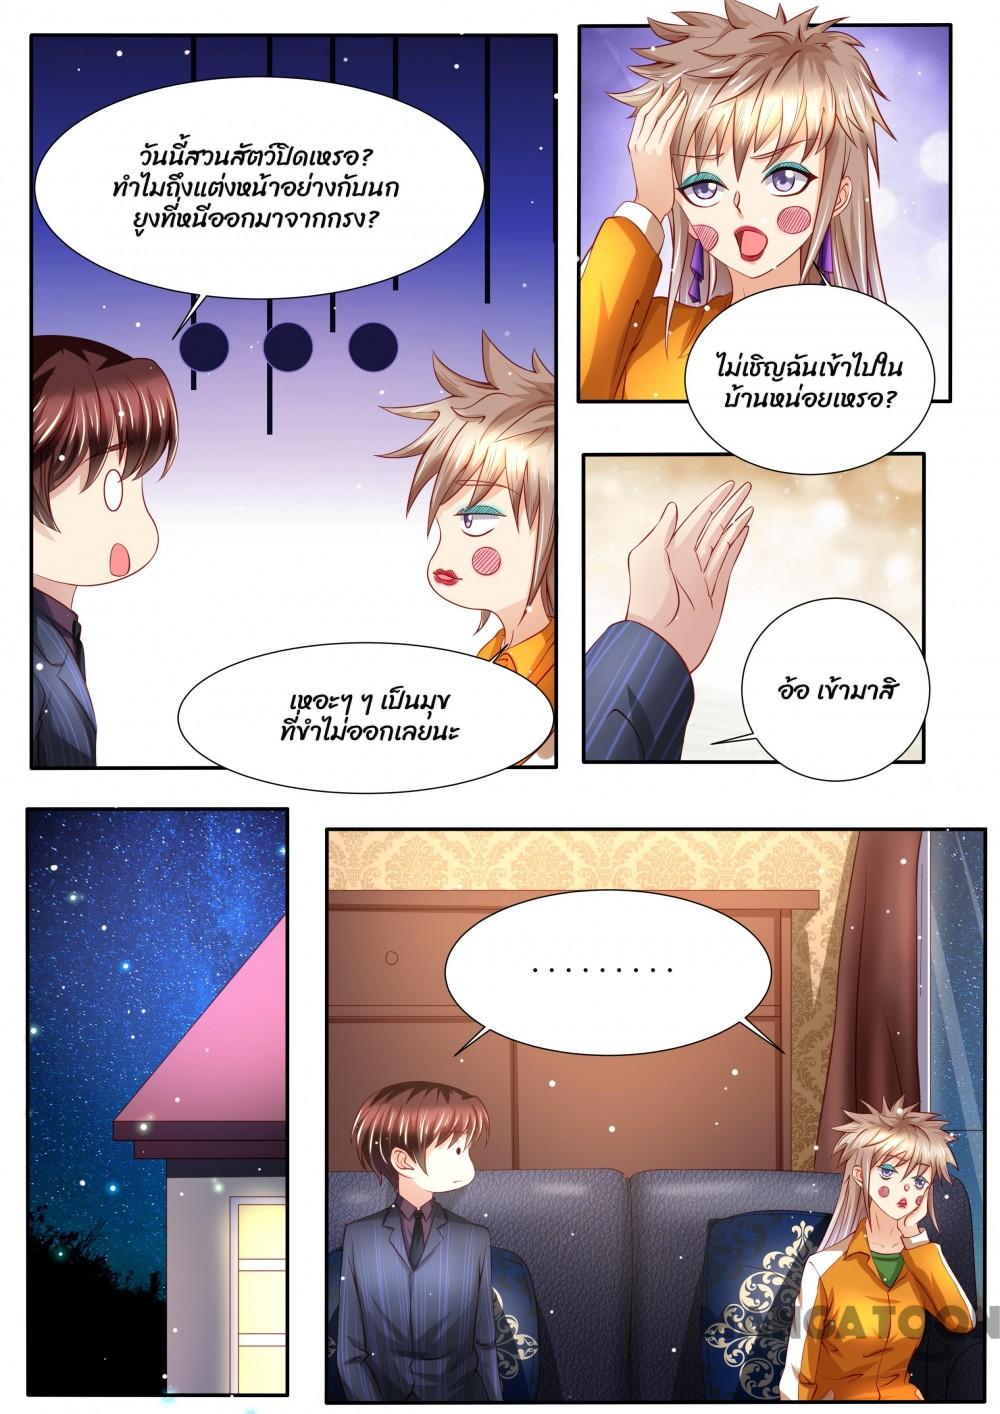 วันนี้สวนสัตว์ปิดเหรอ?
ทำไมถึงแต่งหน้าอย่างกับนก
ยูงที่หนีออกมาจากกรง?
เหอะๆ ๆ เป็นมุข
ที่ขำไม่ออกเลยนะ
ไม่เชิญฉันเข้าไปใน
บ้านหน่อยเหรอ?
อ้อ เข้ามาสิ
.........
MANGATOON